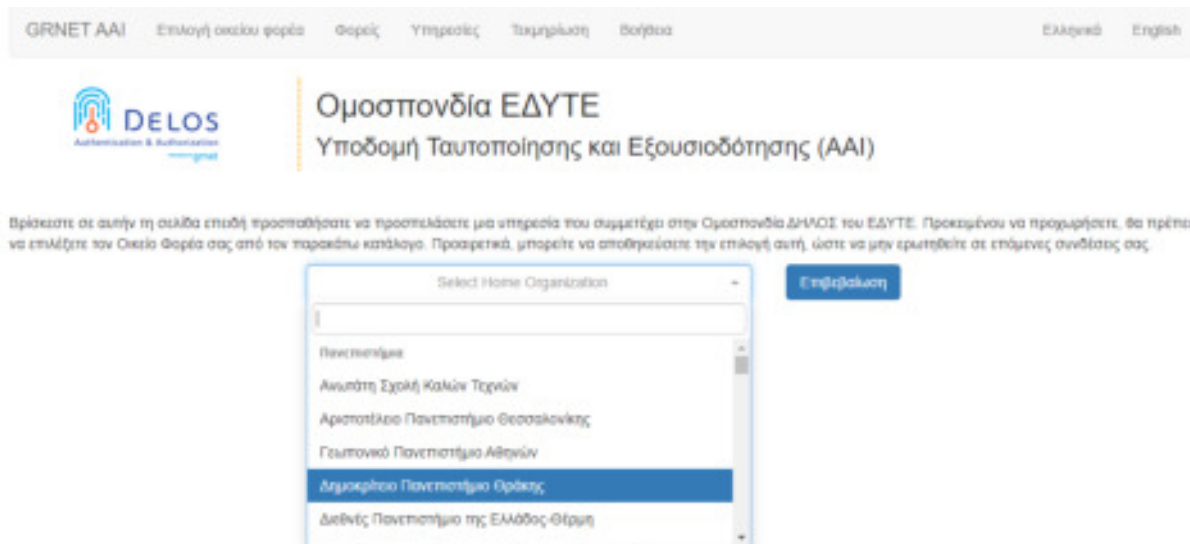 GRNET AAI Επιλογή οικείου φορέα Φορείς Υπηρεσίες Τεκμηρίωση Βοήθεια Ελληνικά English
DELOS
Authentication & Authorization
grnet
Ομοσπονδία ΕΔΥΤΕ
Υποδομή Ταυτοποίησης και Εξουσιοδότησης (ΑΑΙ)
Βρίσκεστε σε αυτήν τη σελίδα επειδή προσπαθήσατε να προσπελάσετε μια υπηρεσία που συμμετέχει στην Ομοσπονδία ΔΗΛΟΣ του ΕΔΥΤΕ. Προκειμένου να προχωρήσετε, θα πρέπει
να επιλέξετε τον Οικείο Φορέα σας από τον παρακάτω κατάλογο. Προαιρετικά, μπορείτε να αποθηκεύσετε την επιλογή αυτή, ώστε να μην ερωτηθείτε σε επόμενες συνδέσεις σας.
Select Home Organization Επιβεβαίωση
Πανεπιστήμια
Ανωτάτη Σχολή Καλών Τεχνών
Αριστοτέλειο Πανεπιστήμιο Θεσσαλονίκης
Γεωπονικό Πανεπιστήμιο Αθηνών
Δημοκρίτειο Πανεπιστήμιο Θράκης
Διεθνές Πανεπιστήμιο της Ελλάδος-Θέρμη